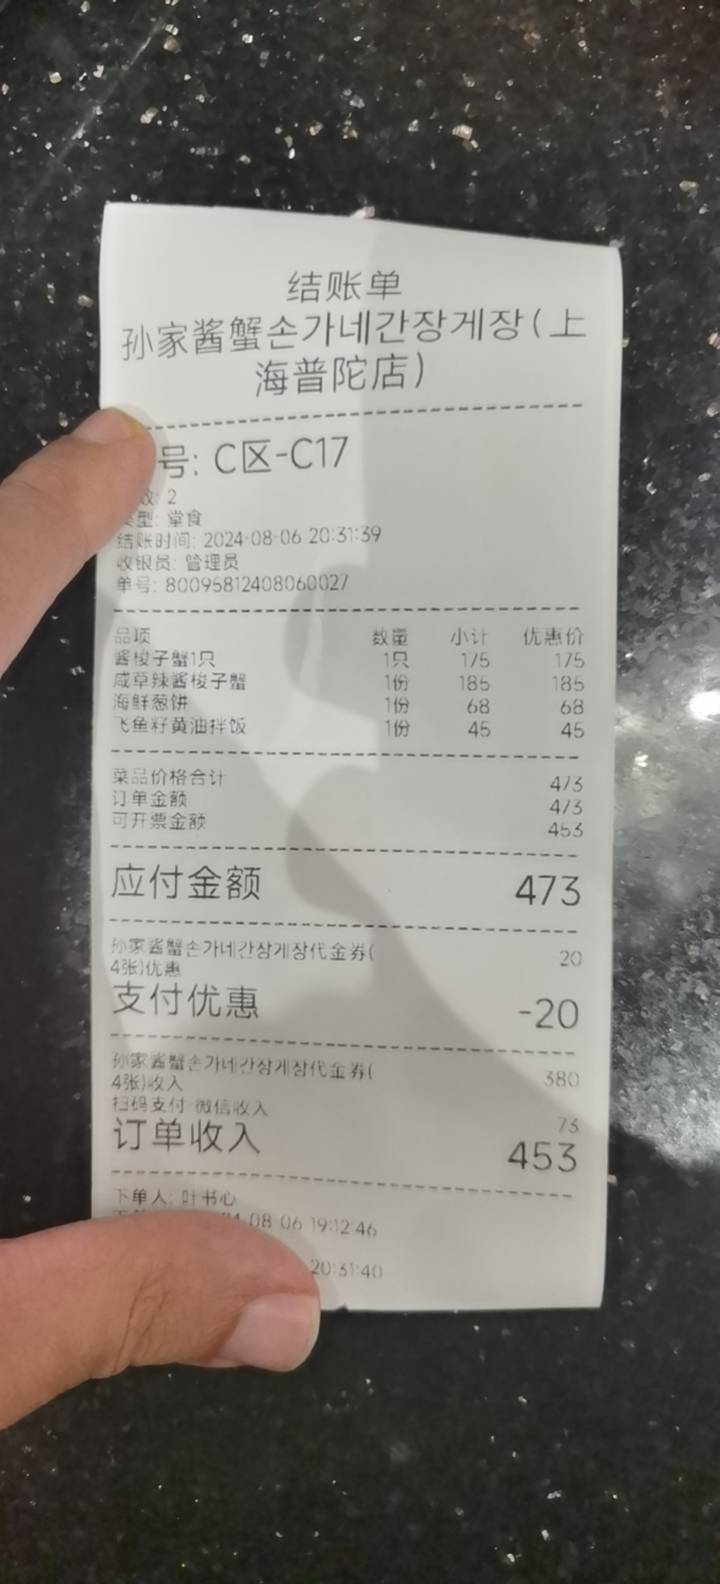 结账单
孙家酱蟹손가네간장게장(上
海普陀店)
号: C区-C17
数: 2
类型: 堂食
结账时间: 2024-08-06 20:31:39
收银员: 管理员
单号: 80095812408060027
品项 数量 小计 优惠价
酱梭子蟹1只 1只 175 175
咸草辣酱梭子蟹 1份 185 185
海鲜葱饼 1份 68 68
飞鱼籽黄油拌饭 1份 45 45
菜品价格合计 473
订单金额 473
可开票金额 453
应付金额 473
孙家酱蟹손가네간장게장代金券( 20
4张)优惠
支付优惠 -20
孙家酱蟹손가네간장게장代金券( 380
4张)收入
扫码支付-微信收入 73
订单收入 453
下单人: 叶书心
08-06 19:12:46
20:31:40